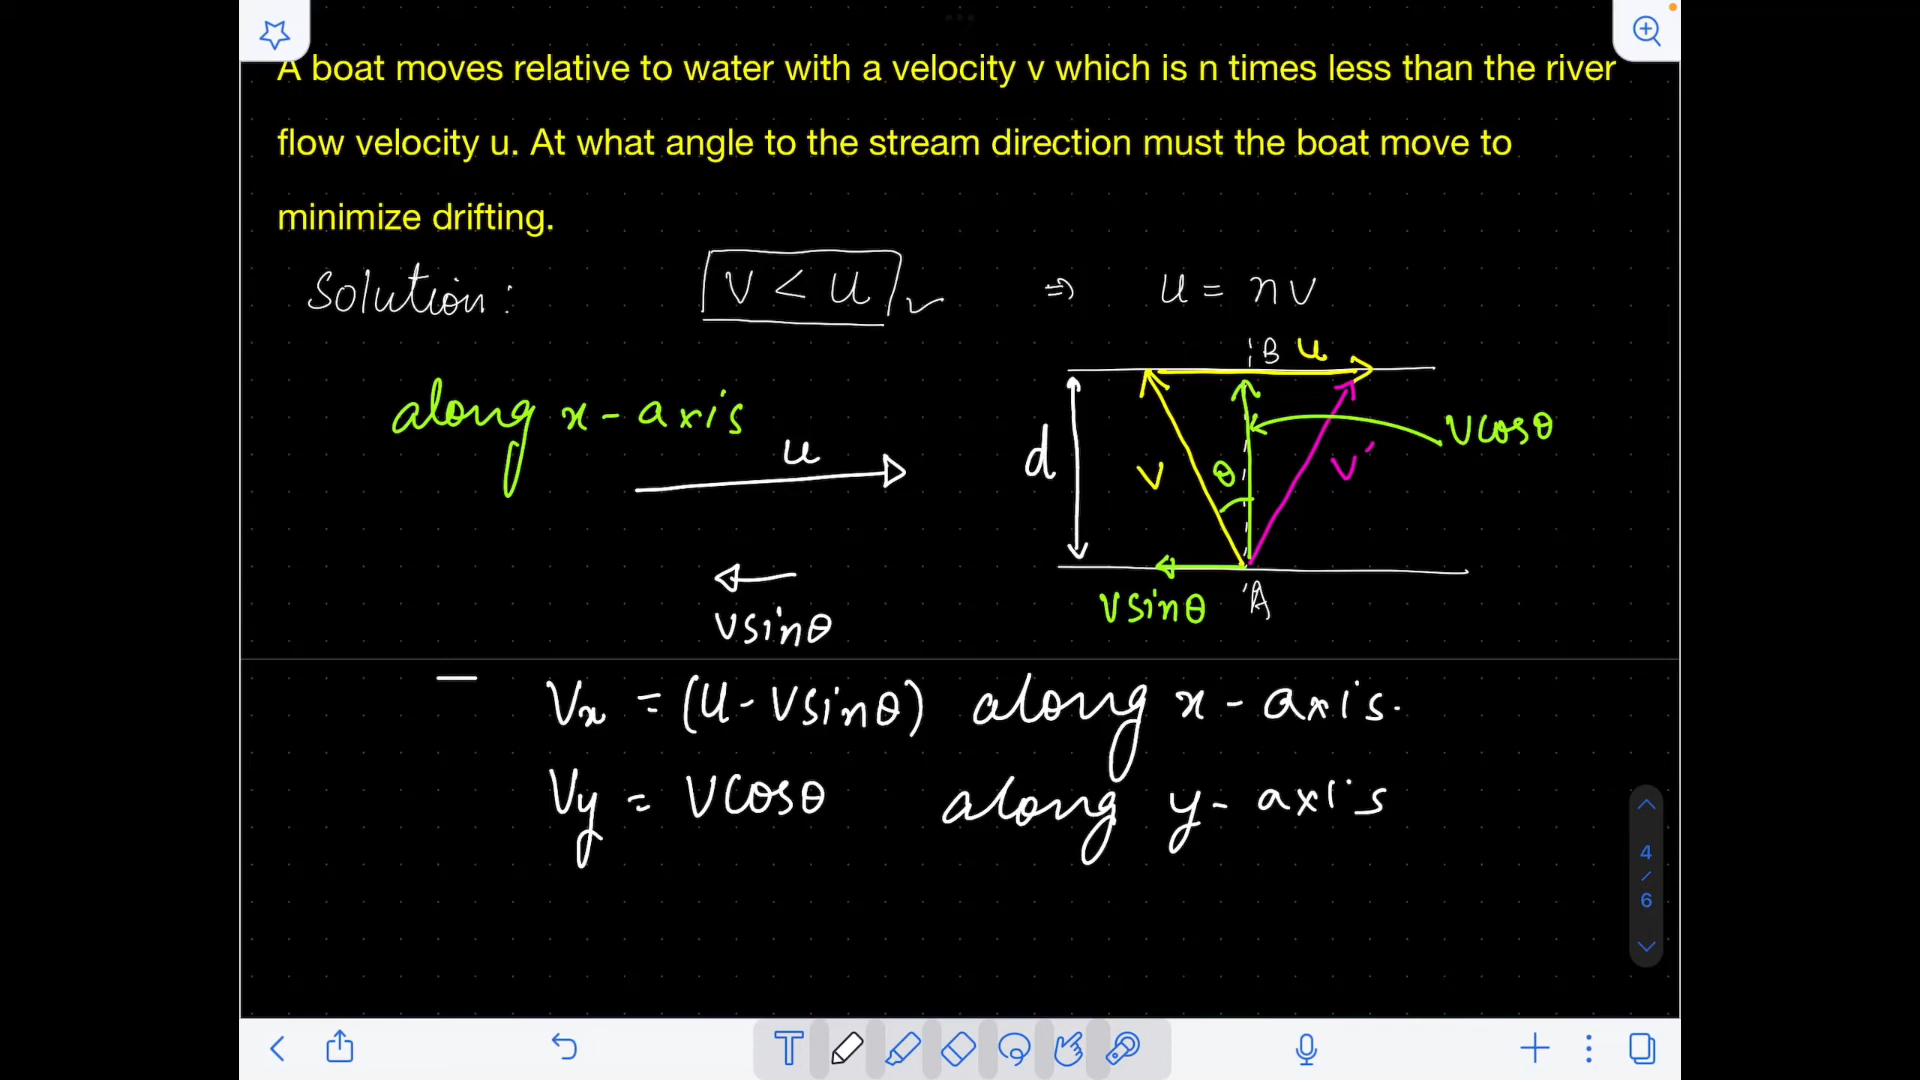 A boat moves relative to water with a velocity v which is n times less than the river
flow velocity u. At what angle to the stream direction must the boat move to
minimize drifting.
Solution: V < U ⇒ u = nv
B u
along x-axis
u
d
V
θ
V'
Vcosθ
Vsinθ
Vsinθ
A
Vx = (U - Vsinθ) along x-axis.
Vy = Vcosθ along y-axis
4
/
6
T